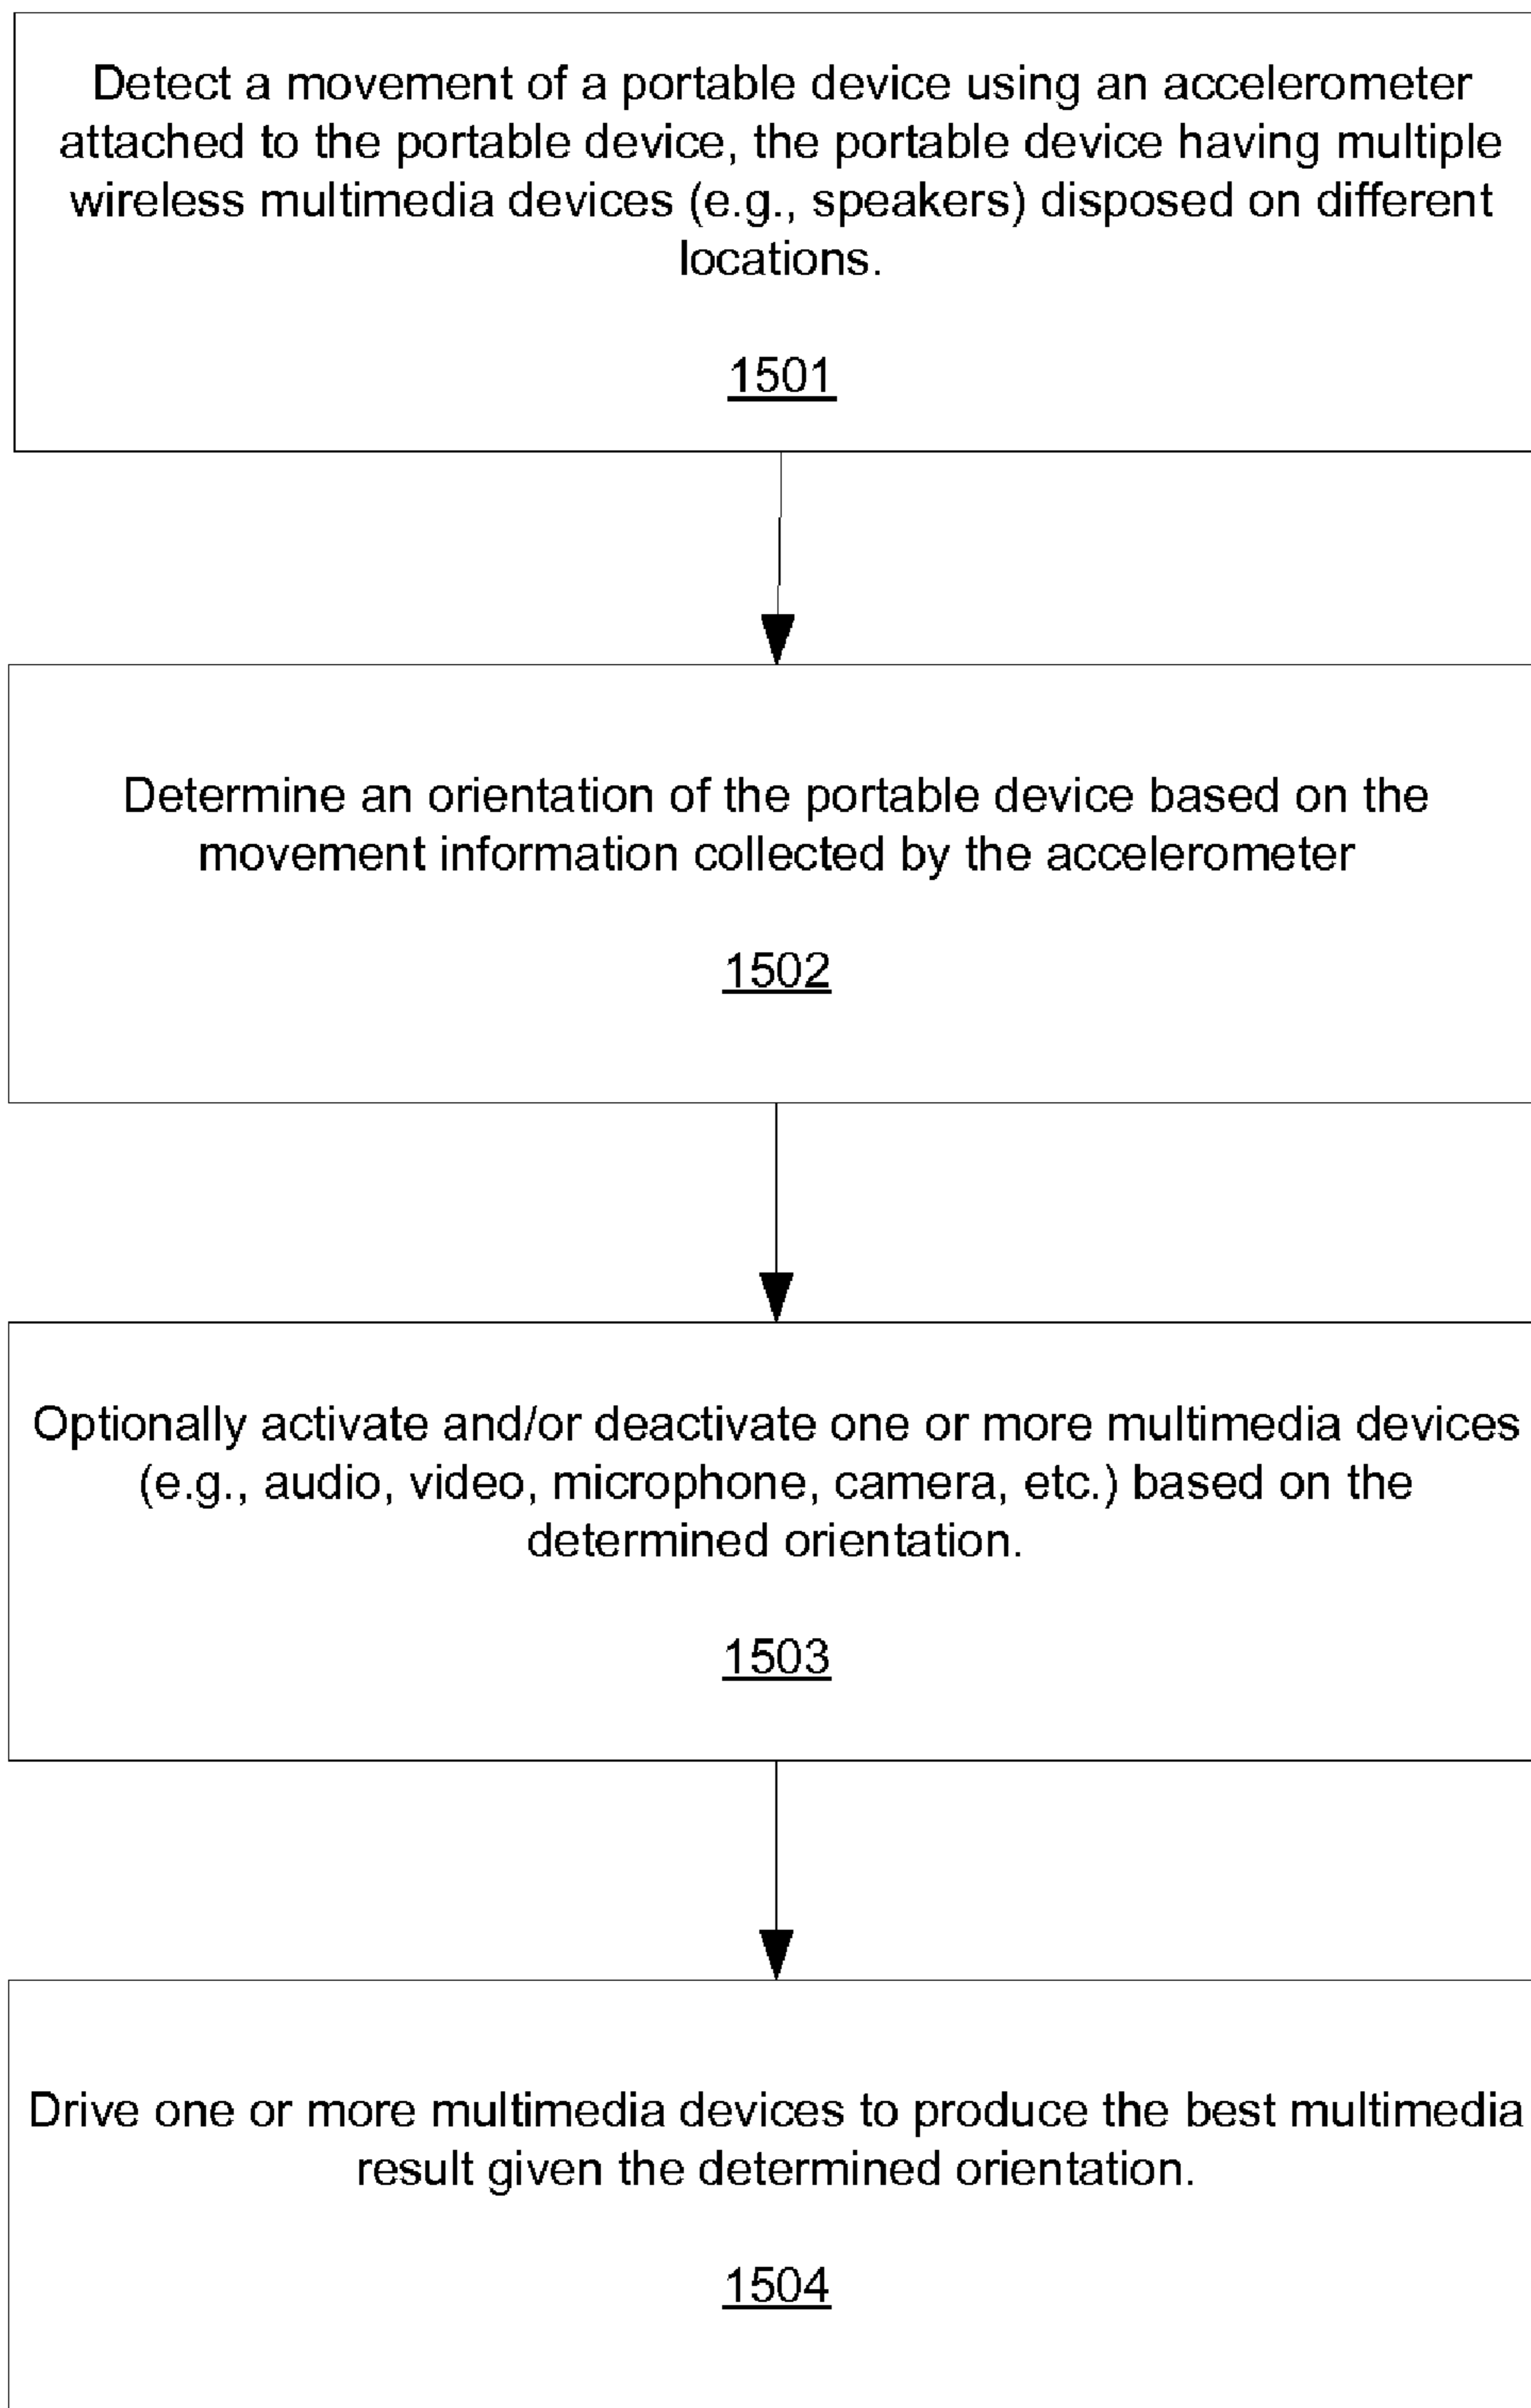 Detect a movement of a portable device using an accelerometer
attached to the portable device, the portable device having multiple
wireless multimedia devices (e.g., speakers) disposed on different
locations.
1501
Determine an orientation of the portable device based on the
movement information collected by the accelerometer
1502
Optionally activate and/or deactivate one or more multimedia devices
(e.g., audio, video, microphone, camera, etc.) based on the
determined orientation.
1503
Drive one or more multimedia devices to produce the best multimedia
result given the determined orientation.
1504